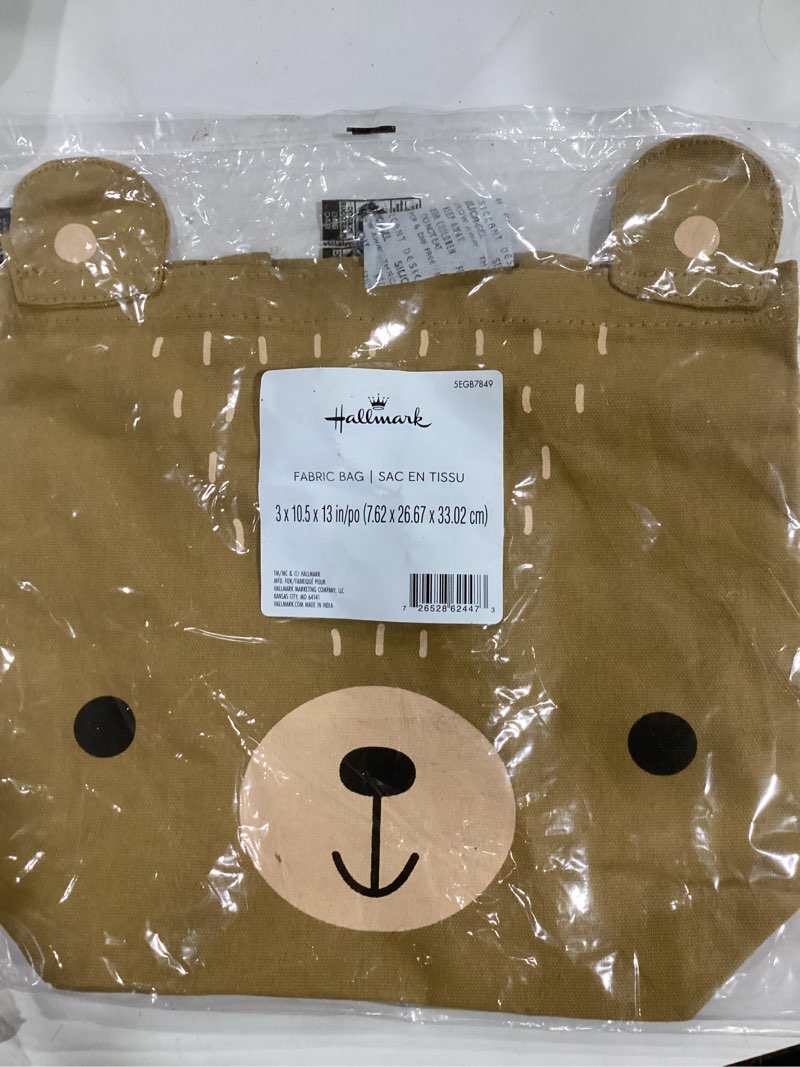 5EGB7849
Hallmark
FABRIC BAG | SAC EN TISSU
3 x 10.5 x 13 in/po (7.62 x 26.67 x 33.02 cm)
TM/MC & © HALLMARK
MFD. FOR/FABRIQUÉ POUR
HALLMARK MARKETING COMPANY, LLC
KANSAS CITY, MO 64141
HALLMARK.COM MADE IN INDIA
7 26528 62447 3